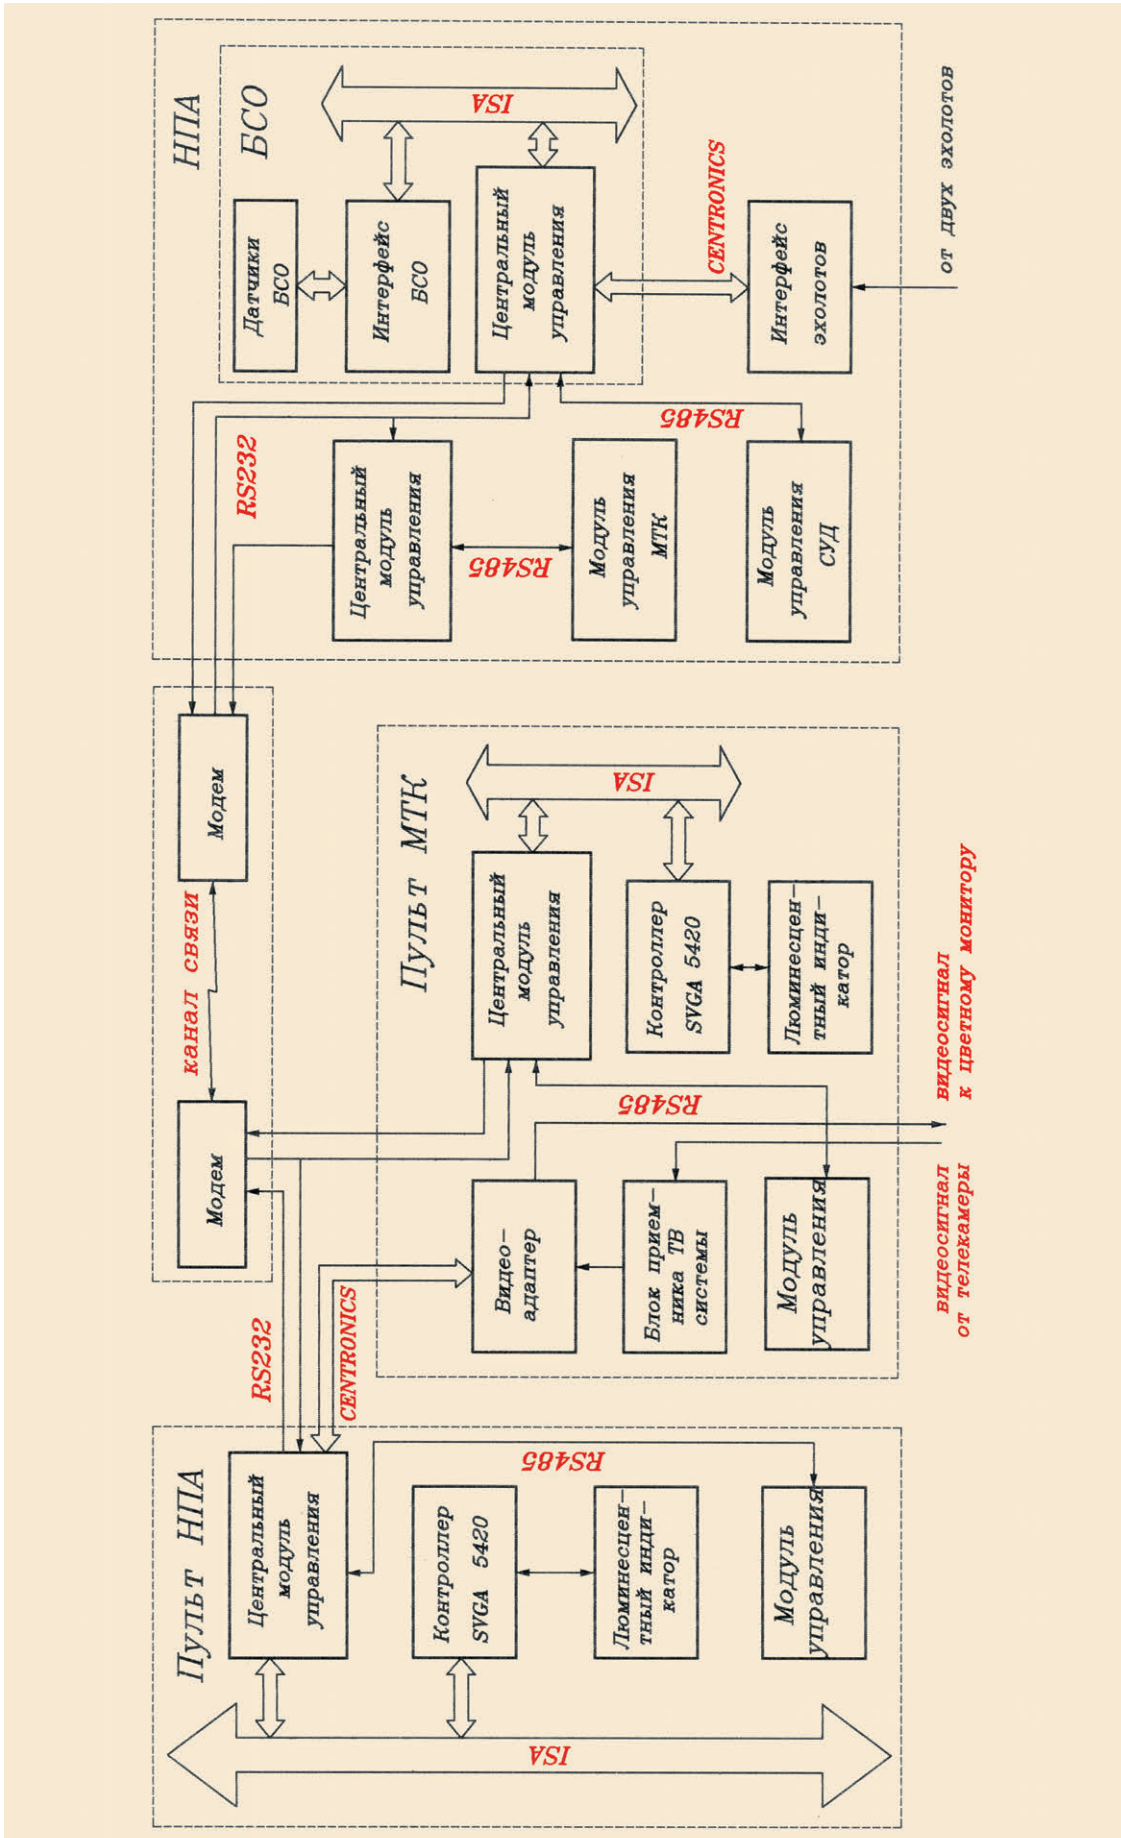 Пульт НПА
Центральный
модуль
управления
Контроллер
SVGA 5420
Люминесцен-
тный инди-
катор
Модуль
управления
ISA
RS485
RS232
CENTRONICS
Модем
канал связи
Модем
Пульт МТК
Видео-
адаптер
Блок прием-
ника ТВ
системы
Модуль
управления
Центральный
модуль
управления
Контроллер
SVGA 5420
Люминесцен-
тный инди-
катор
ISA
RS485
видеосигнал
от телекамеры
видеосигнал
к цветному монитору
НПА
RS232
Центральный
модуль
управления
RS485
Модуль
управления
МТК
Модуль
управления
СУД
RS485
БСО
Датчики
БСО
Интерфейс
БСО
Центральный
модуль
управления
ISA
CENTRONICS
Интерфейс
эхолотов
от двух эхолотов